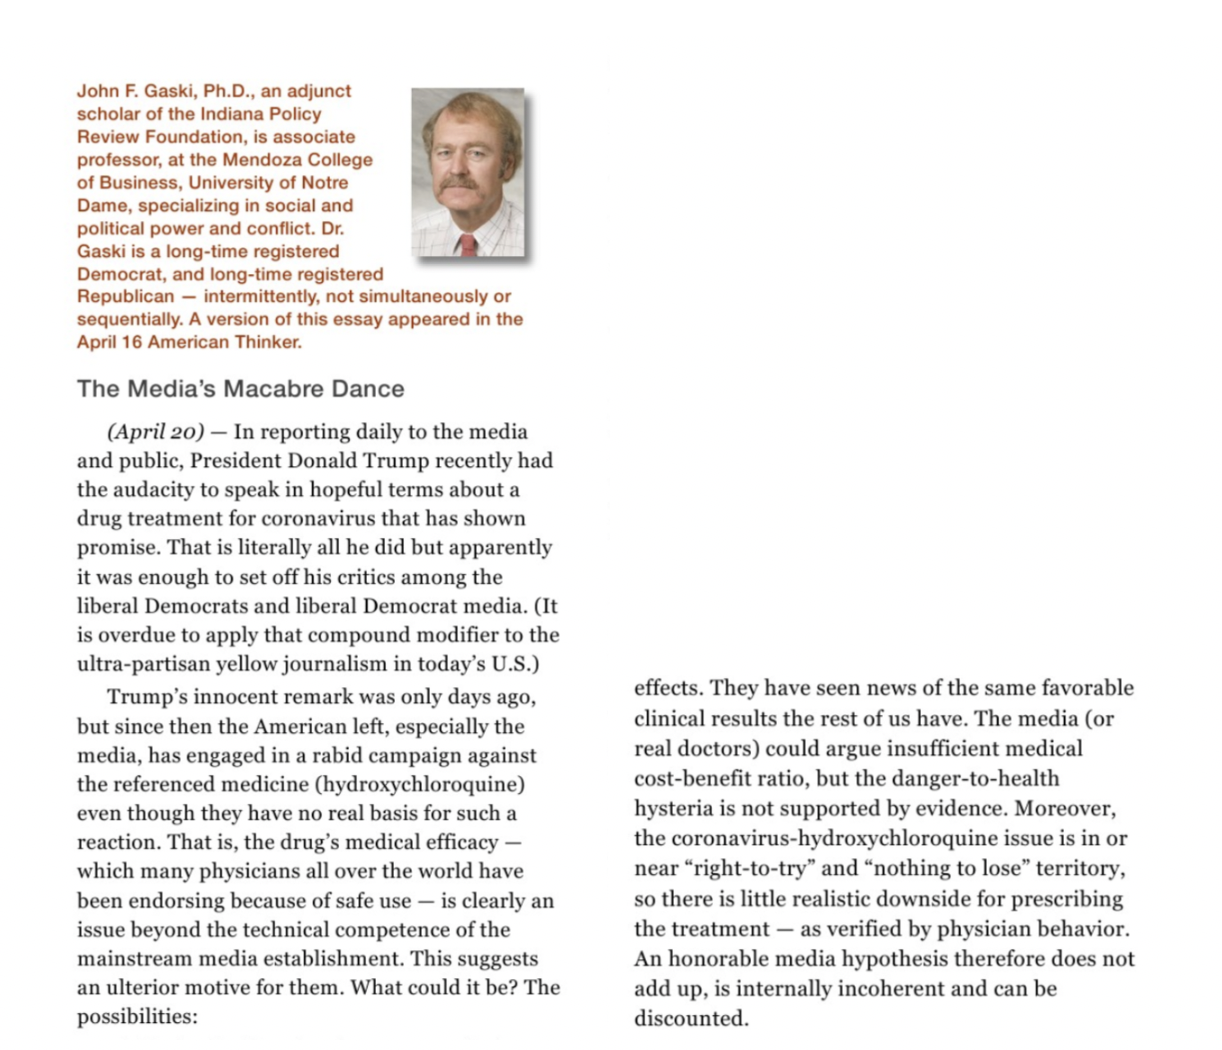 John F. Gaski, Ph.D., an adjunct
scholar of the Indiana Policy
Review Foundation, is associate
professor, at the Mendoza College
of Business, University of Notre
Dame, specializing in social and
political power and conflict. Dr.
Gaski is a long-time registered
Democrat, and long-time registered
Republican — intermittently, not simultaneously or
sequentially. A version of this essay appeared in the
April 16 American Thinker.
The Media’s Macabre Dance
(April 20) — In reporting daily to the media
and public, President Donald Trump recently had
the audacity to speak in hopeful terms about a
drug treatment for coronavirus that has shown
promise. That is literally all he did but apparently
it was enough to set off his critics among the
liberal Democrats and liberal Democrat media. (It
is overdue to apply that compound modifier to the
ultra-partisan yellow journalism in today’s U.S.)
Trump’s innocent remark was only days ago,
but since then the American left, especially the
media, has engaged in a rabid campaign against
the referenced medicine (hydroxychloroquine)
even though they have no real basis for such a
reaction. That is, the drug’s medical efficacy —
which many physicians all over the world have
been endorsing because of safe use — is clearly an
issue beyond the technical competence of the
mainstream media establishment. This suggests
an ulterior motive for them. What could it be? The
possibilities:
effects. They have seen news of the same favorable
clinical results the rest of us have. The media (or
real doctors) could argue insufficient medical
cost-benefit ratio, but the danger-to-health
hysteria is not supported by evidence. Moreover,
the coronavirus-hydroxychloroquine issue is in or
near “right-to-try” and “nothing to lose” territory,
so there is little realistic downside for prescribing
the treatment — as verified by physician behavior.
An honorable media hypothesis therefore does not
add up, is internally incoherent and can be
discounted.